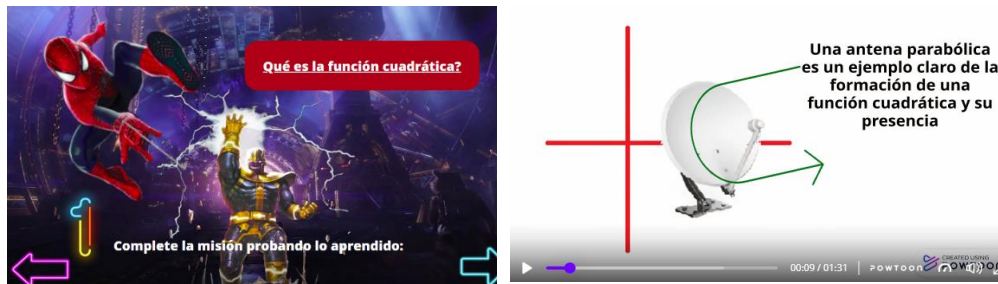 Qué es la función cuadrática?
Complete la misión probando lo aprendido:
Una antena parabólica
es un ejemplo claro de la
formación de una
función cuadrática y su
presencia
00:09 / 01:31
POWTOON
CREATED USING
POWTOON